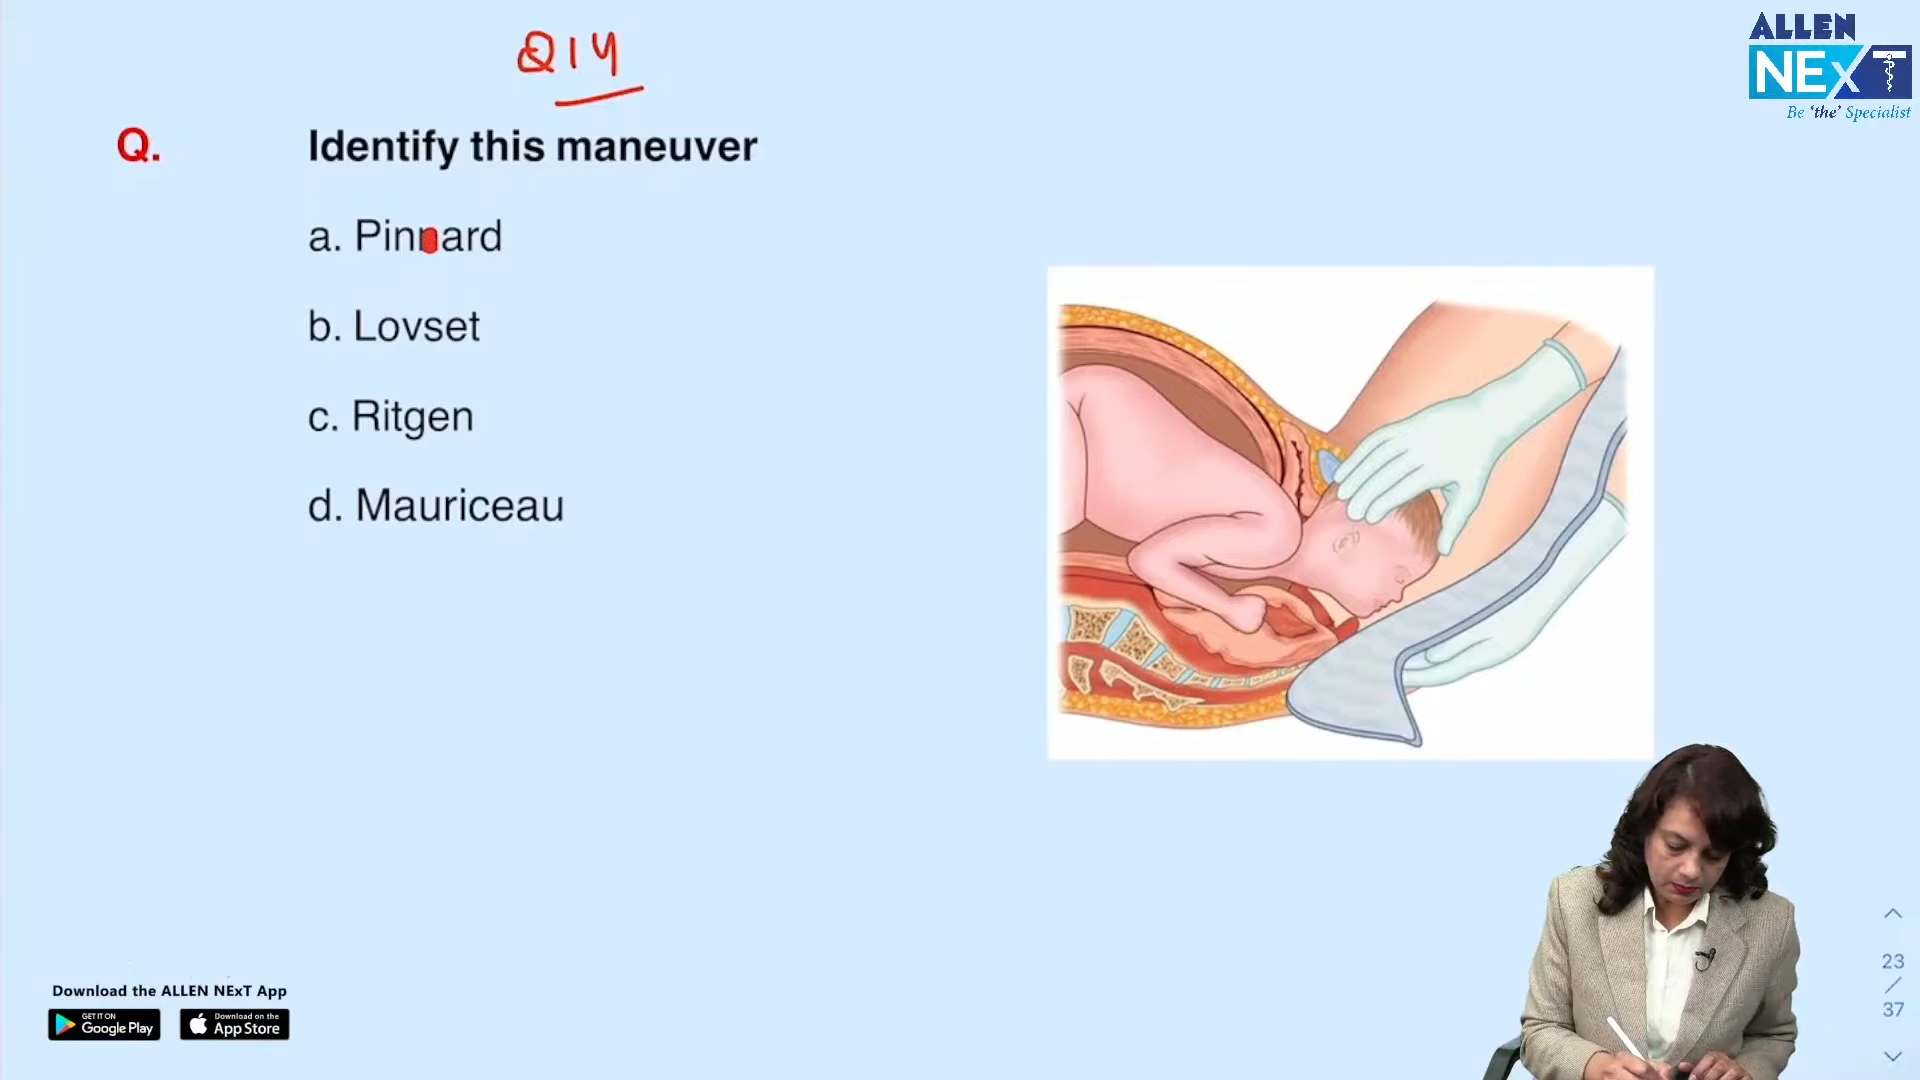 Q14
ALLEN
NExT
Be 'the' Specialist
Q. Identify this maneuver
a. Pinnard
b. Lovset
c. Ritgen
d. Mauriceau
23
/
37
Download the ALLEN NExT App
GET IT ON
Google Play
Download on the
App Store